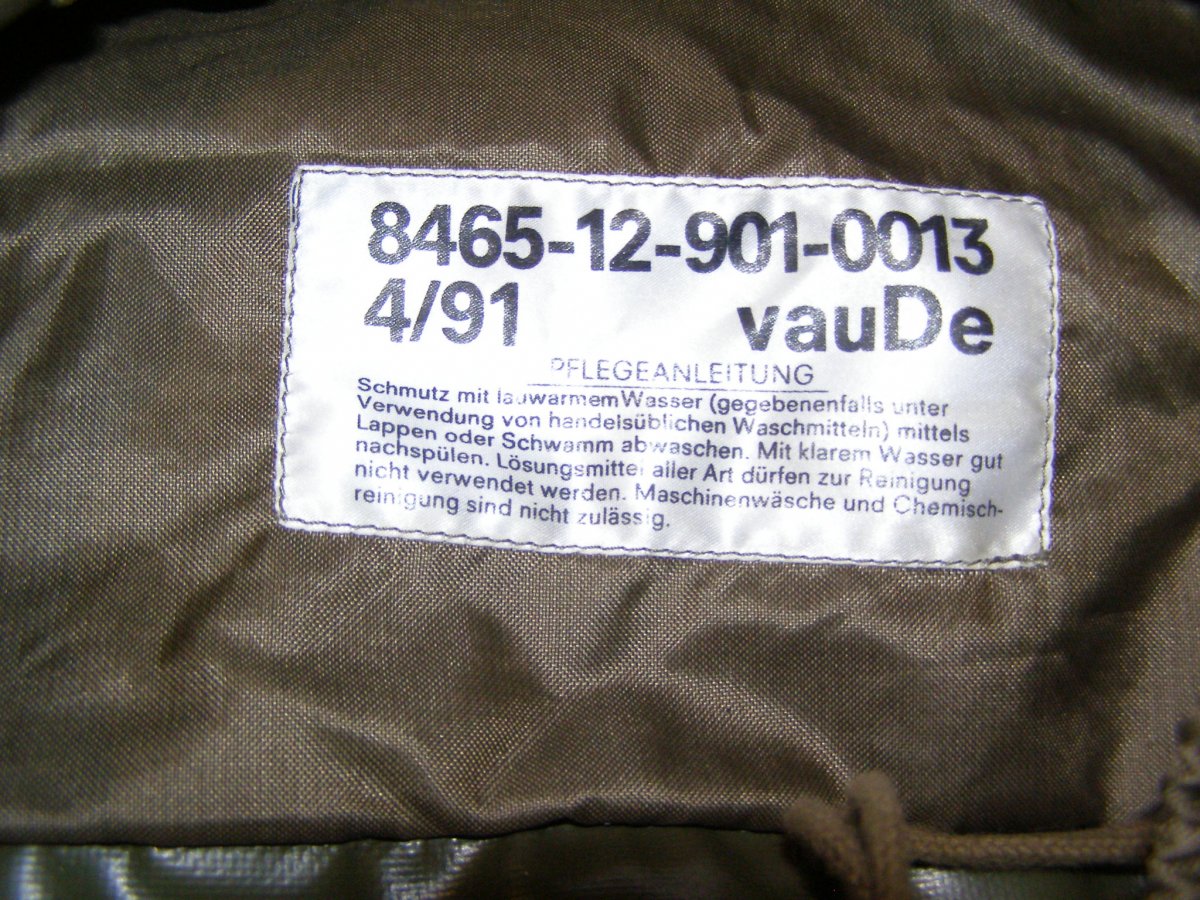 8465-12-901-0013
4/91 vauDe
PFLEGEANLEITUNG
Schmutz mit lauwarmem Wasser (gegebenenfalls unter
Verwendung von handelsüblichen Waschmitteln) mittels
Lappen oder Schwamm abwaschen. Mit klarem Wasser gut
nachspülen. Lösungsmittel aller Art dürfen zur Reinigung
nicht verwendet werden. Maschinenwäsche und Chemisch-
reinigung sind nicht zulässig.